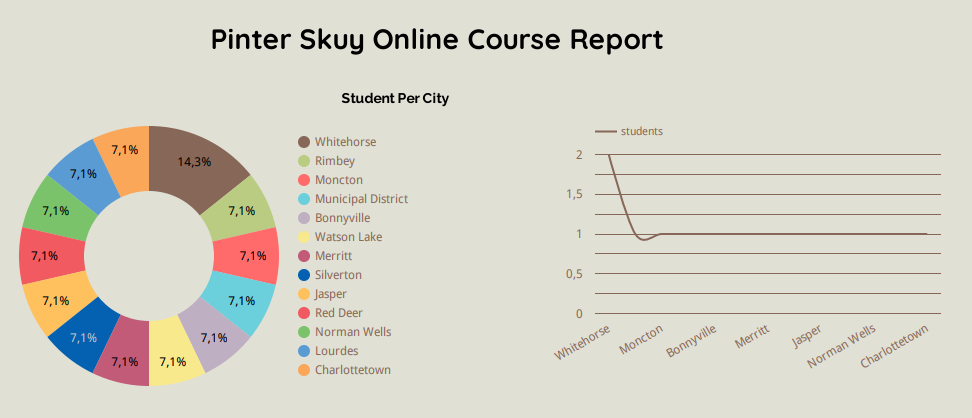 Pinter Skuy Online Course Report
Student Per City
14,3%
7,1%
7,1%
7,1%
7,1%
7,1%
7,1%
7,1%
7,1%
7,1%
7,1%
7,1%
7,1%
Whitehorse
Rimbey
Moncton
Municipal District
Bonnyville
Watson Lake
Merritt
Silverton
Jasper
Red Deer
Norman Wells
Lourdes
Charlottetown
students
2
1,5
1
0,5
0
Whitehorse
Moncton
Bonnyville
Merritt
Jasper
Norman Wells
Charlottetown